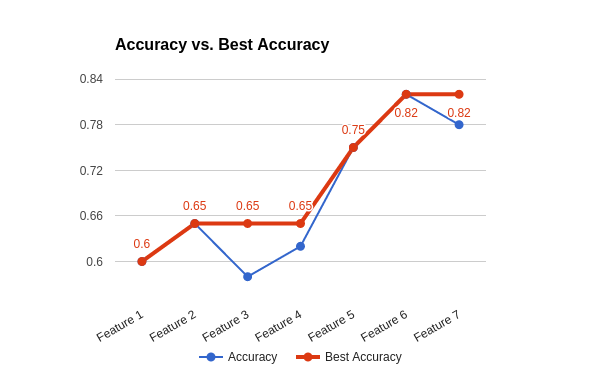 Accuracy vs. Best Accuracy
0.84
0.78
0.72
0.66
0.6
0.6
0.65
0.65
0.65
0.75
0.82
0.82
Feature 1
Feature 2
Feature 3
Feature 4
Feature 5
Feature 6
Feature 7
Accuracy
Best Accuracy